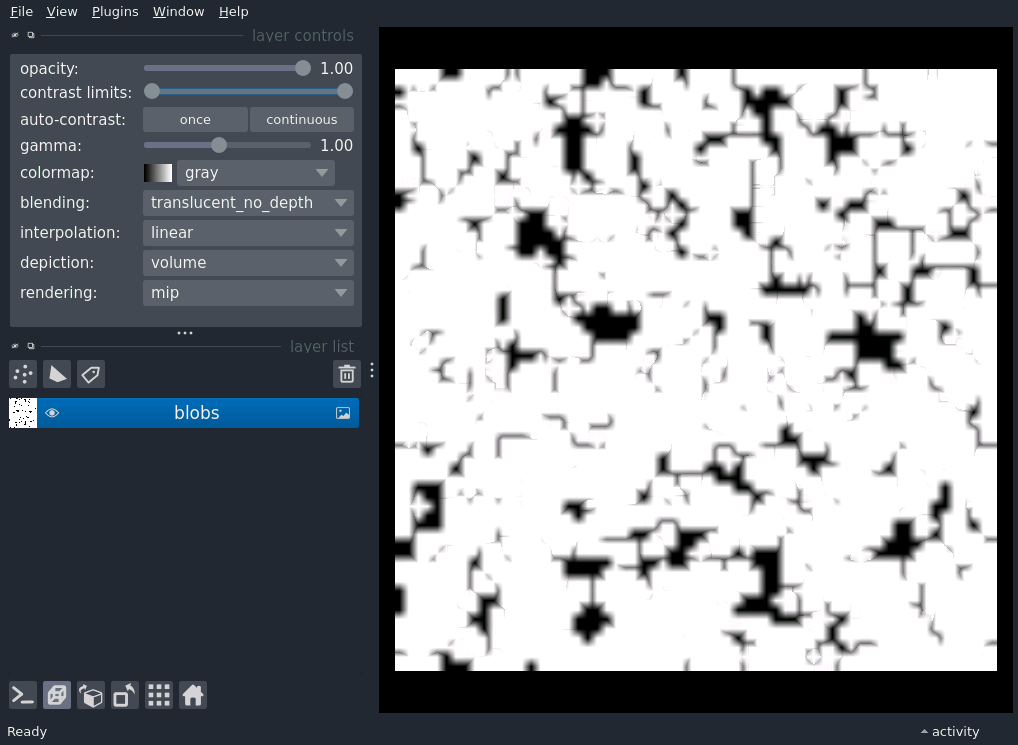 File View Plugins Window Help
layer controls
opacity: 1.00
contrast limits:
auto-contrast: once continuous
gamma: 1.00
colormap: gray
blending: translucent_no_depth
interpolation: linear
depiction: volume
rendering: mip
layer list
blobs
Ready activity